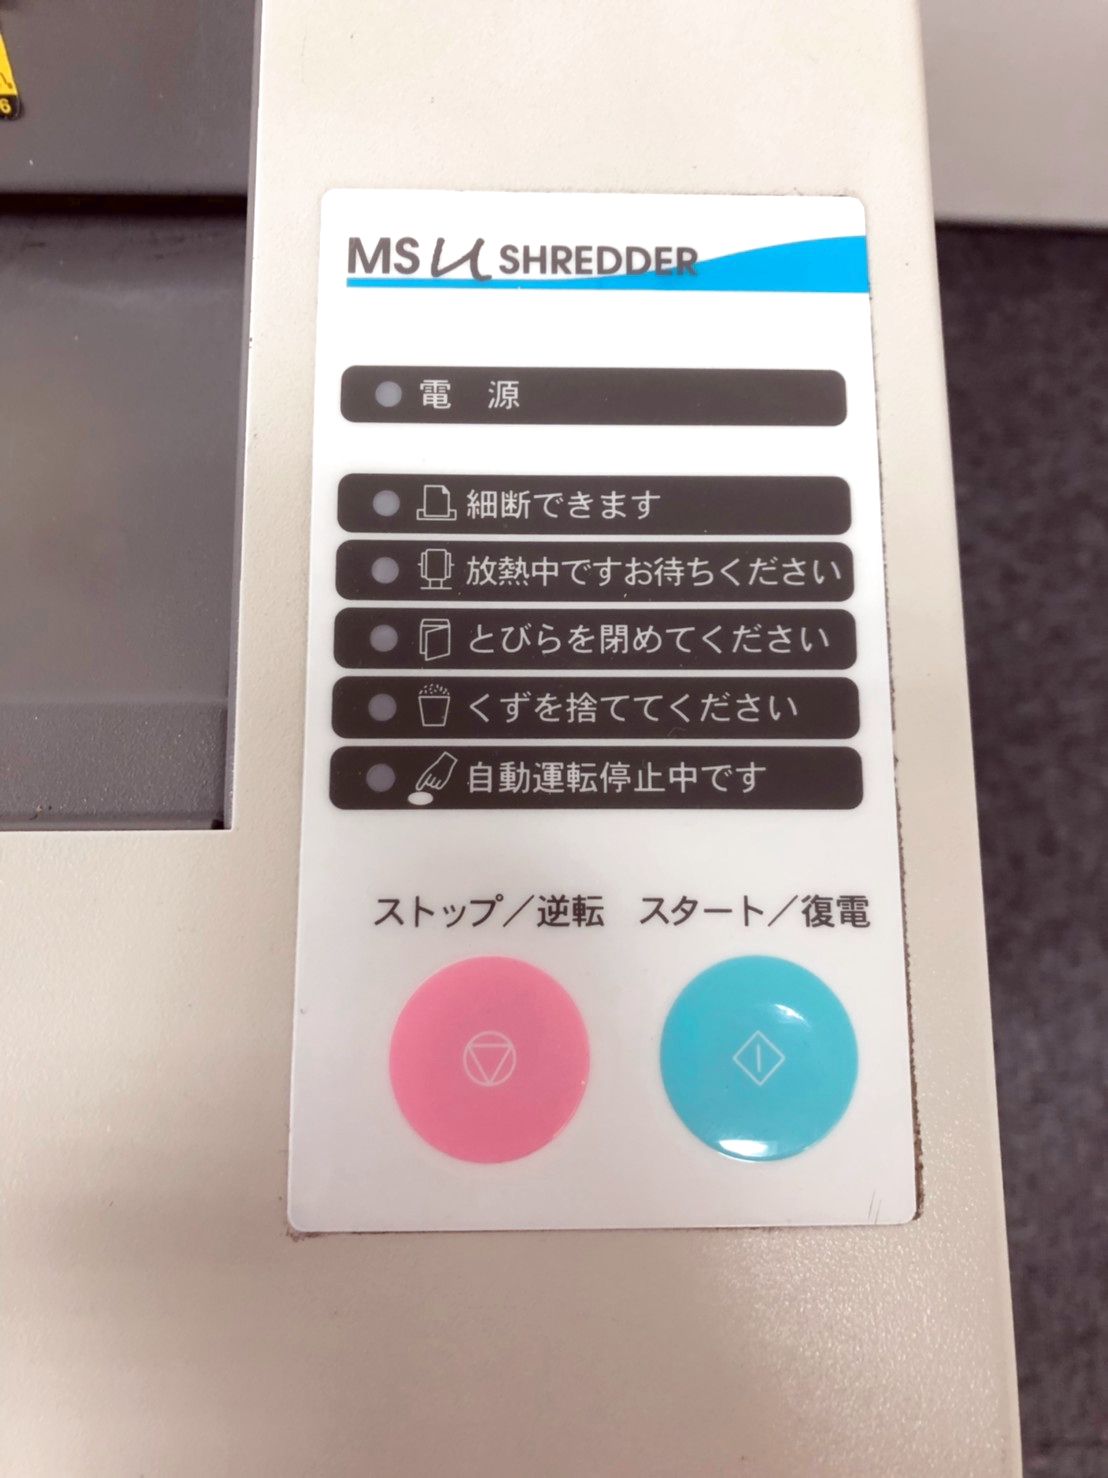 MS u SHREDDER
電　源
細断できます
放熱中ですお待ちください
とびらを閉めてください
くずを捨ててください
自動運転停止中です
ストップ／逆転　スタート／復電
6